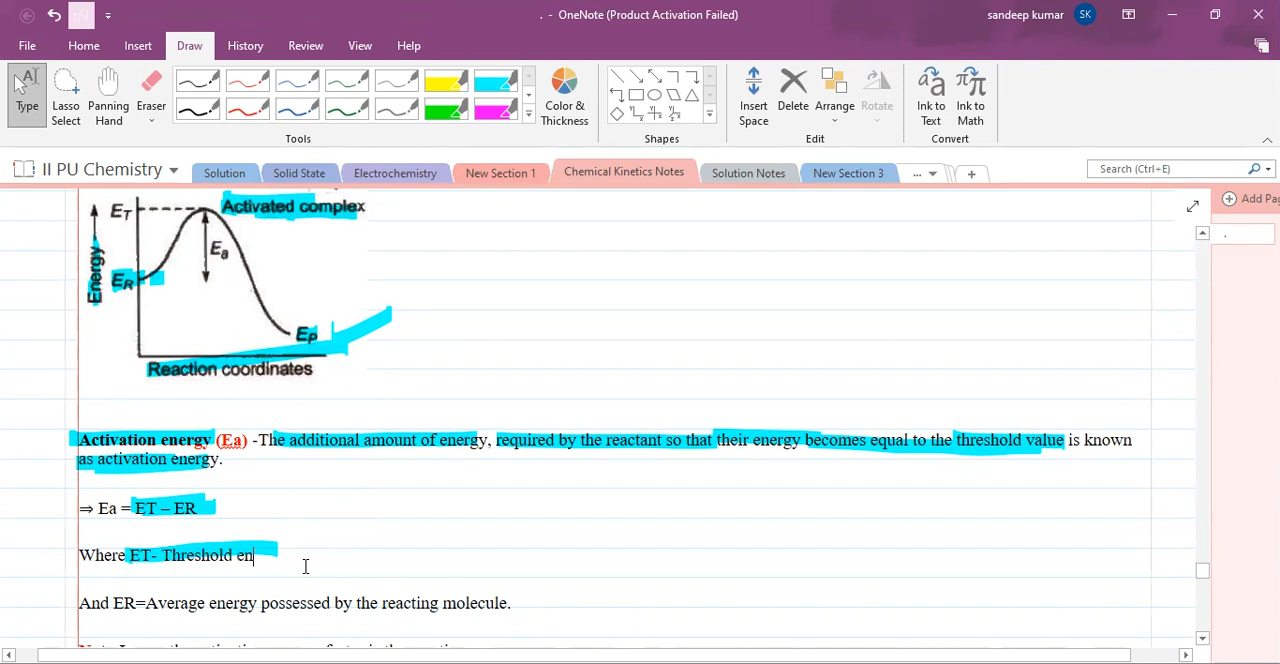 . - OneNote (Product Activation Failed)
sandeep kumar SK
File Home Insert Draw History Review View Help
Type
Lasso Select
Panning Hand
Eraser
Color & Thickness
Insert Space
Delete
Arrange
Rotate
Ink to Text
Ink to Math
Tools
Shapes
Edit
Convert
II PU Chemistry
Solution Solid State Electrochemistry New Section 1 Chemical Kinetics Notes Solution Notes New Section 3 ...
Search (Ctrl+E)
Add Pag
ET
Activated complex
Ea
Energy
ER
EP
Reaction coordinates
Activation energy (Ea) -The additional amount of energy, required by the reactant so that their energy becomes equal to the threshold value is known
as activation energy.
⇒ Ea = ET – ER
Where ET- Threshold en
And ER=Average energy possessed by the reacting molecule.